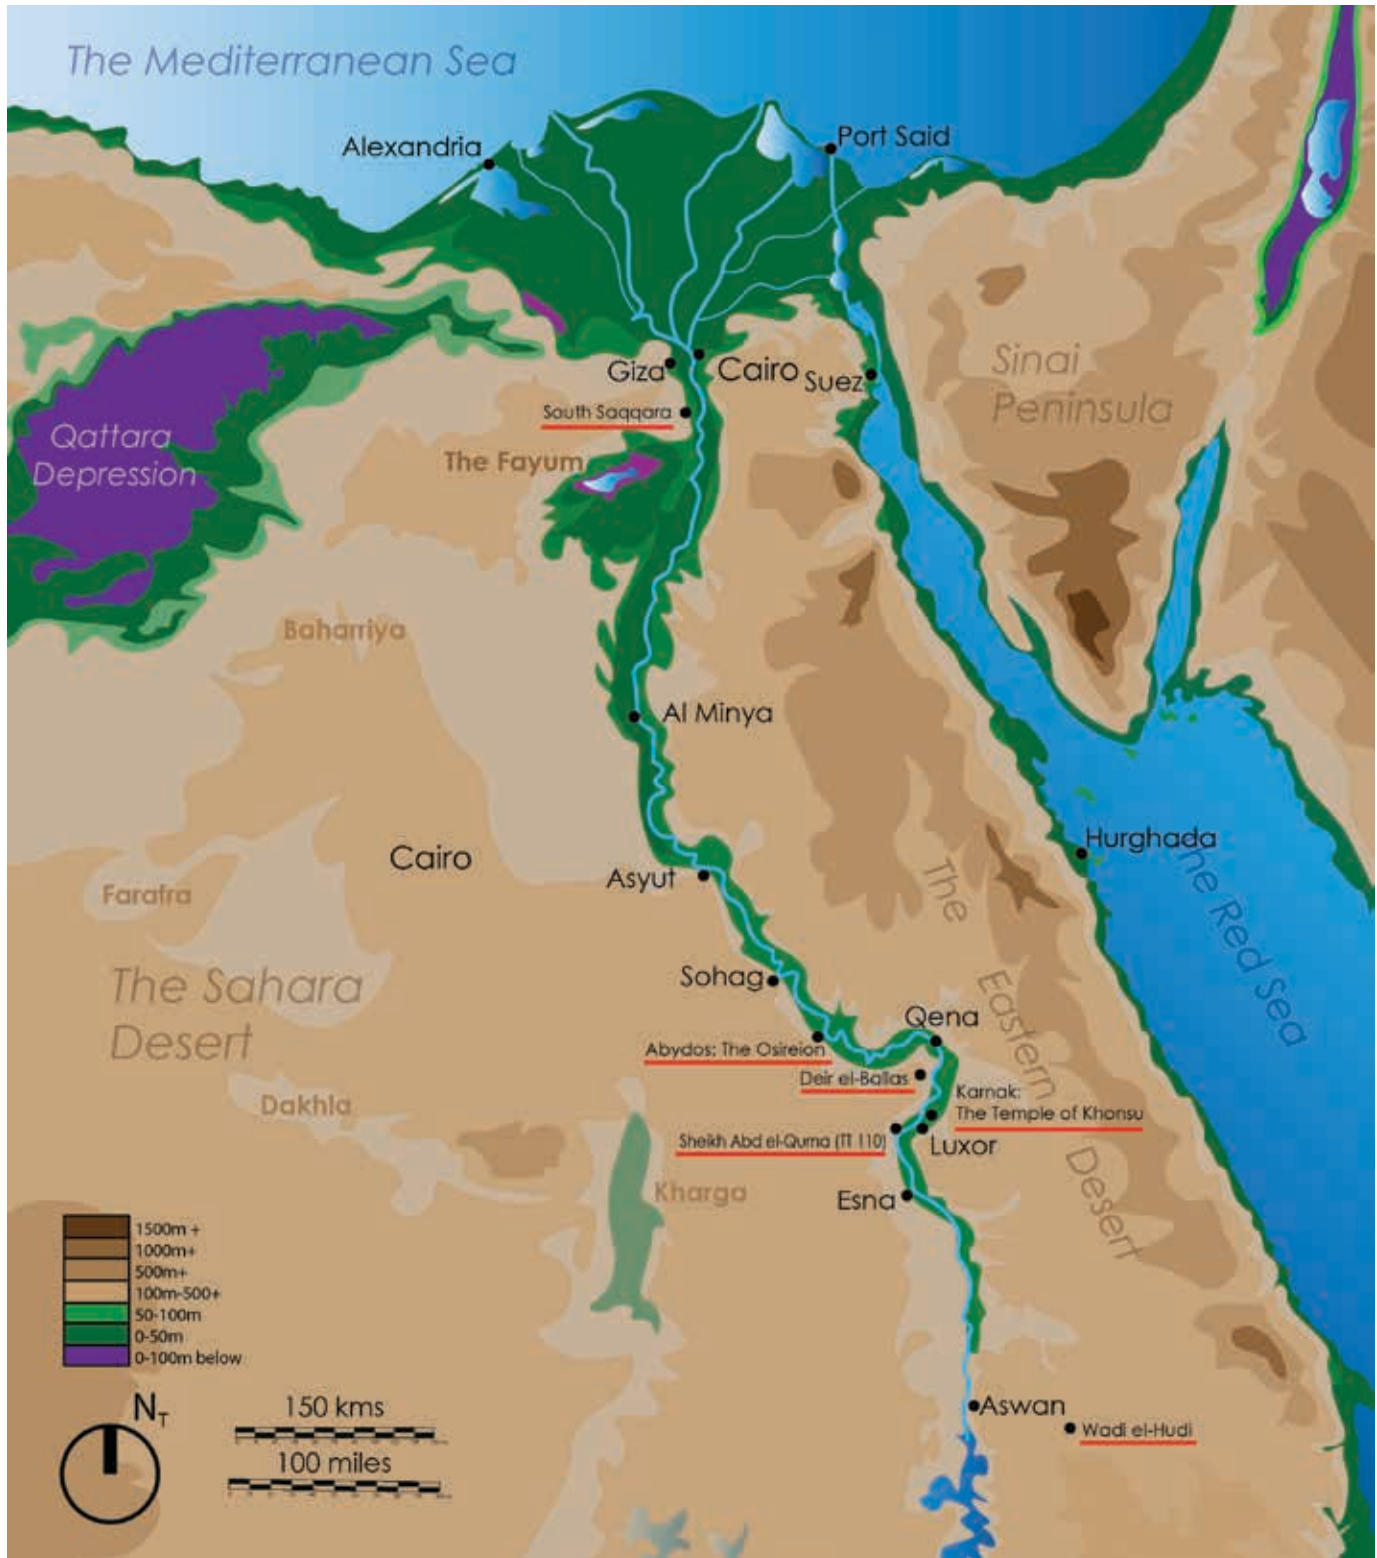 The Mediterranean Sea
Alexandria
Port Said
Giza
Cairo
Suez
Sinai
Peninsula
South Saqqara
Qattara
Depression
The Fayum
Baharriya
Al Minya
Hurghada
Cairo
Asyut
The
Eastern
Desert
The Red Sea
Farafra
The Sahara
Desert
Sohag
Qena
Abydos: The Osireion
Deir el-Ballas
Karnak:
The Temple of Khonsu
Dakhla
Sheikh Abd el-Qurna (TT 110)
Luxor
Kharga
Esna
1500m +
1000m+
500m+
100m-500+
50-100m
0-50m
0-100m below
NT
150 kms
100 miles
Aswan
Wadi el-Hudi